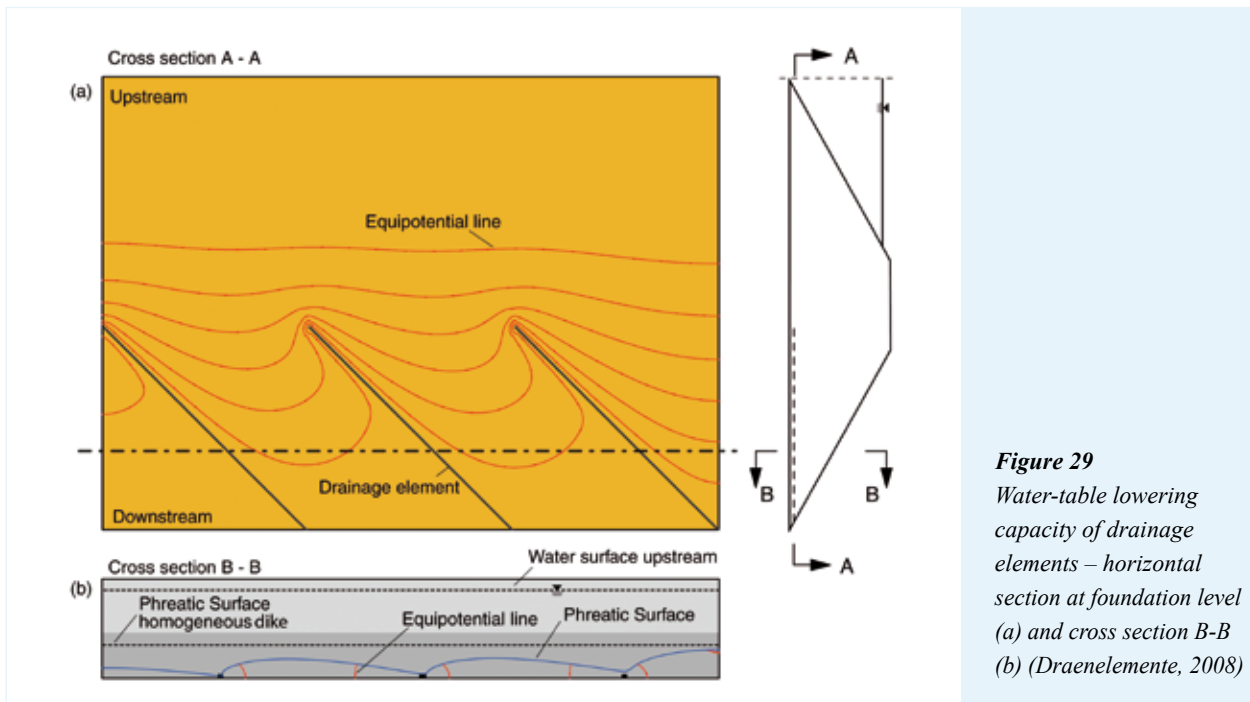 Cross section A - A
(a)
Upstream
Equipotential line
Drainage element
Downstream
A
B
B
A
Cross section B - B
Water surface upstream
(b)
Phreatic Surface
homogeneous dike
Equipotential line
Phreatic Surface
Figure 29
Water-table lowering
capacity of drainage
elements – horizontal
section at foundation level
(a) and cross section B-B
(b) (Draenelemente, 2008)